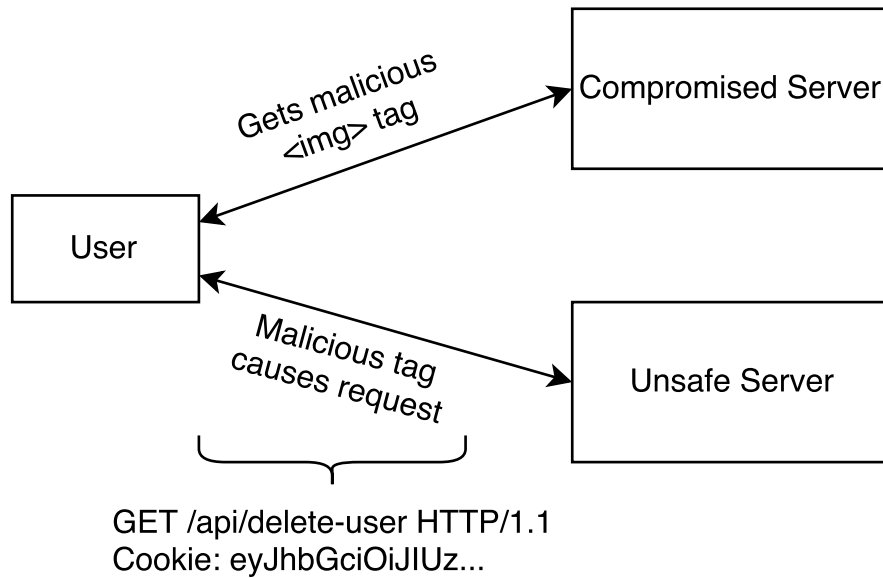 Gets malicious
<img> tag
Compromised Server
User
Malicious tag
causes request
Unsafe Server
GET /api/delete-user HTTP/1.1
Cookie: eyJhbGciOiJIUz...